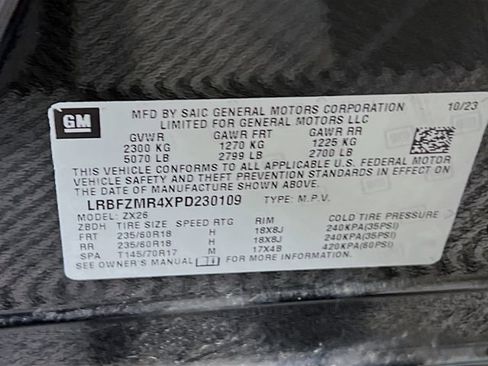 GM
MFD BY SAIC GENERAL MOTORS CORPORATION 10/23
LIMITED FOR GENERAL MOTORS LLC
GVWR GAWR FRT GAWR RR
2300 KG 1270 KG 1225 KG
5070 LB 2799 LB 2700 LB
THIS VEHICLE CONFORMS TO ALL APPLICABLE U.S. FEDERAL MOTOR
VEHICLE SAFETY AND THEFT PREVENTION STANDARDS IN EFFECT ON
THE DATE OF MANUFACTURE SHOWN ABOVE.
LRBFZMR4XPD230109 TYPE: M.P.V.
MODEL: ZX26
ZBDH TIRE SIZE SPEED RTG RIM COLD TIRE PRESSURE
FRT 235/60R18 H 18X8J 240KPA(35PSI)
RR 235/60R18 H 18X8J 240KPA(35PSI)
SPA T145/70R17 M 17X4B 420KPA(60PSI)
SEE OWNER'S MANUAL